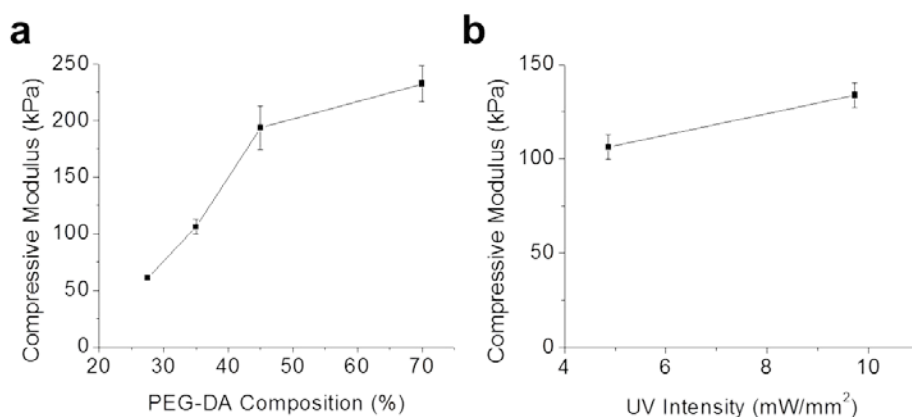 a
Compressive Modulus (kPa)
250
200
150
100
50
0
20 30 40 50 60 70
PEG-DA Composition (%)
b
Compressive Modulus (kPa)
150
100
50
0
4 6 8 10
UV Intensity (mW/mm²)